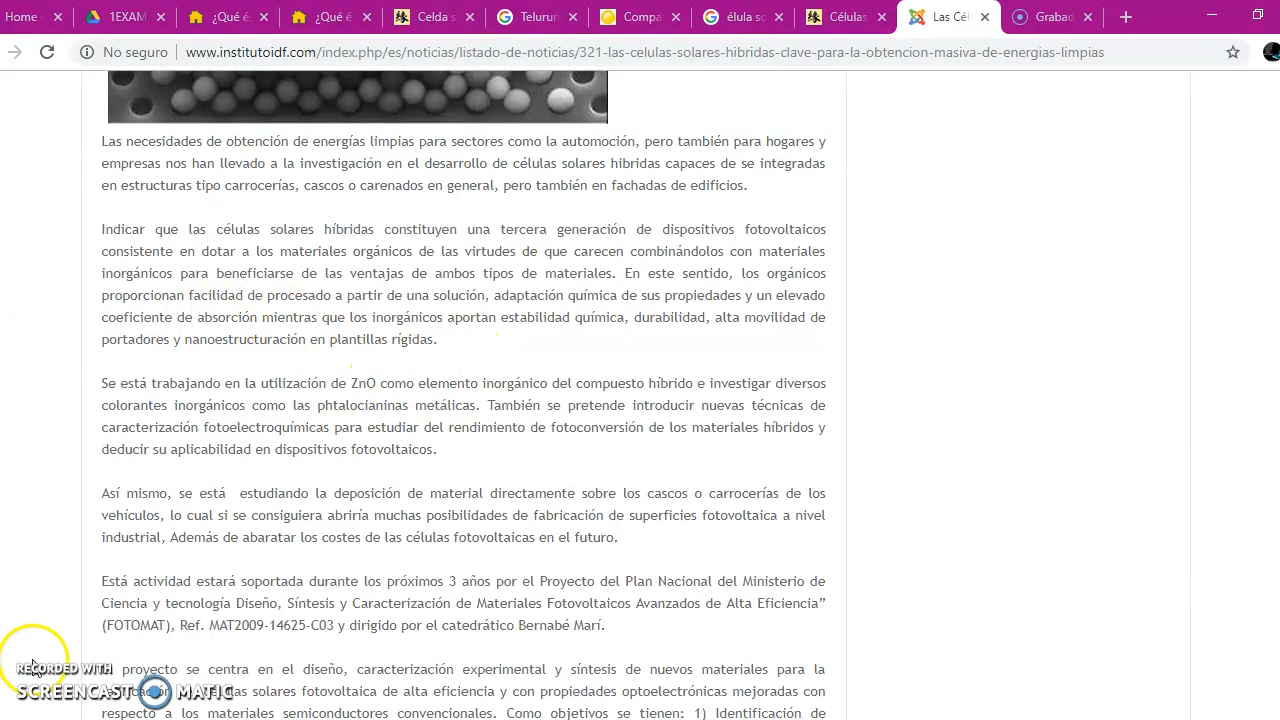 Home -
1EXAM
¿Qué é
¿Qué é
Celda s
Telurur
Compa
élula so
Células
Las Cél
Grabad
No seguro
www.institutoidf.com/index.php/es/noticias/listado-de-noticias/321-las-celulas-solares-hibridas-clave-para-la-obtencion-masiva-de-energias-limpias
Las necesidades de obtención de energías limpias para sectores como la automoción, pero también para hogares y
empresas nos han llevado a la investigación en el desarrollo de células solares hibridas capaces de se integradas
en estructuras tipo carrocerías, cascos o carenados en general, pero también en fachadas de edificios.
Indicar que las células solares híbridas constituyen una tercera generación de dispositivos fotovoltaicos
consistente en dotar a los materiales orgánicos de las virtudes de que carecen combinándolos con materiales
inorgánicos para beneficiarse de las ventajas de ambos tipos de materiales. En este sentido, los orgánicos
proporcionan facilidad de procesado a partir de una solución, adaptación química de sus propiedades y un elevado
coeficiente de absorción mientras que los inorgánicos aportan estabilidad química, durabilidad, alta movilidad de
portadores y nanoestructuración en plantillas rígidas.
Se está trabajando en la utilización de ZnO como elemento inorgánico del compuesto híbrido e investigar diversos
colorantes inorgánicos como las phtalocianinas metálicas. También se pretende introducir nuevas técnicas de
caracterización fotoelectroquímicas para estudiar del rendimiento de fotoconversión de los materiales híbridos y
deducir su aplicabilidad en dispositivos fotovoltaicos.
Así mismo, se está estudiando la deposición de material directamente sobre los cascos o carrocerías de los
vehículos, lo cual si se consiguiera abriría muchas posibilidades de fabricación de superficies fotovoltaica a nivel
industrial, Además de abaratar los costes de las células fotovoltaicas en el futuro.
Está actividad estará soportada durante los próximos 3 años por el Proyecto del Plan Nacional del Ministerio de
Ciencia y tecnología Diseño, Síntesis y Caracterización de Materiales Fotovoltaicos Avanzados de Alta Eficiencia”
(FOTOMAT), Ref. MAT2009-14625-C03 y dirigido por el catedrático Bernabé Marí.
proyecto se centra en el diseño, caracterización experimental y síntesis de nuevos materiales para la
solares fotovoltaica de alta eficiencia y con propiedades optoelectrónicas mejoradas con
respecto a los materiales semiconductores convencionales. Como objetivos se tienen: 1) Identificación de
RECORDED WITH
SCREENCAST MATIC